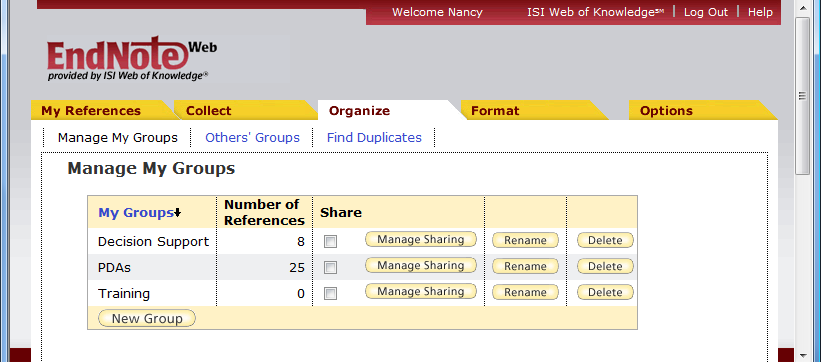 Welcome Nancy ISI Web of Knowledge℠ | Log Out | Help
EndNote Web
provided by ISI Web of Knowledge®
My References Collect Organize Format Options
Manage My Groups Others' Groups Find Duplicates
Manage My Groups
My Groups Number of References Share
Decision Support 8 Manage Sharing Rename Delete
PDAs 25 Manage Sharing Rename Delete
Training 0 Manage Sharing Rename Delete
New Group